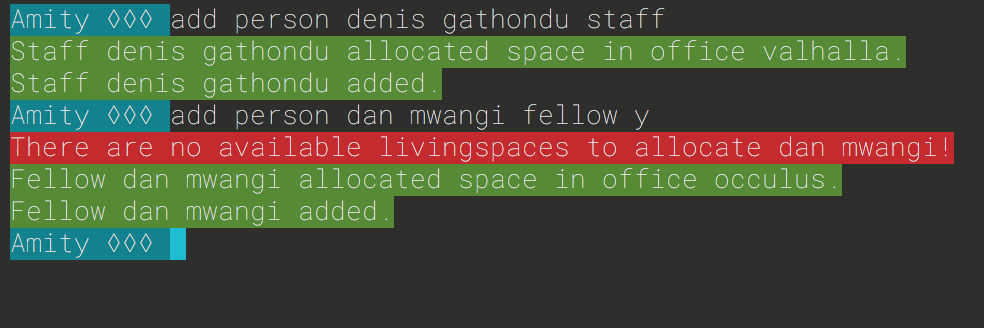 Amity ◊◊◊ add person denis gathondu staff
Staff denis gathondu allocated space in office valhalla.
Staff denis gathondu added.
Amity ◊◊◊ add person dan mwangi fellow y
There are no available livingspaces to allocate dan mwangi!
Fellow dan mwangi allocated space in office occulus.
Fellow dan mwangi added.
Amity ◊◊◊